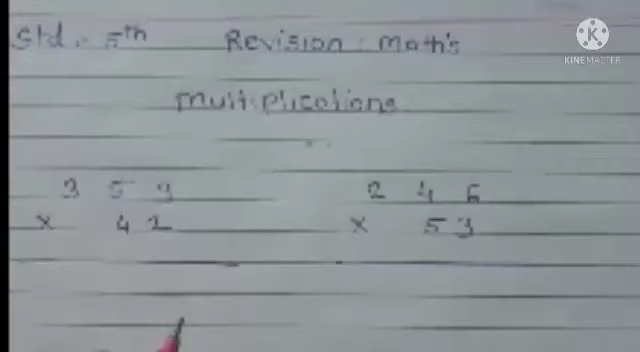 Std. 5th Revision : Math's
K
KINEMASTER
Multiplications
3 5 9 2 4 6
× 4 2 × 5 3